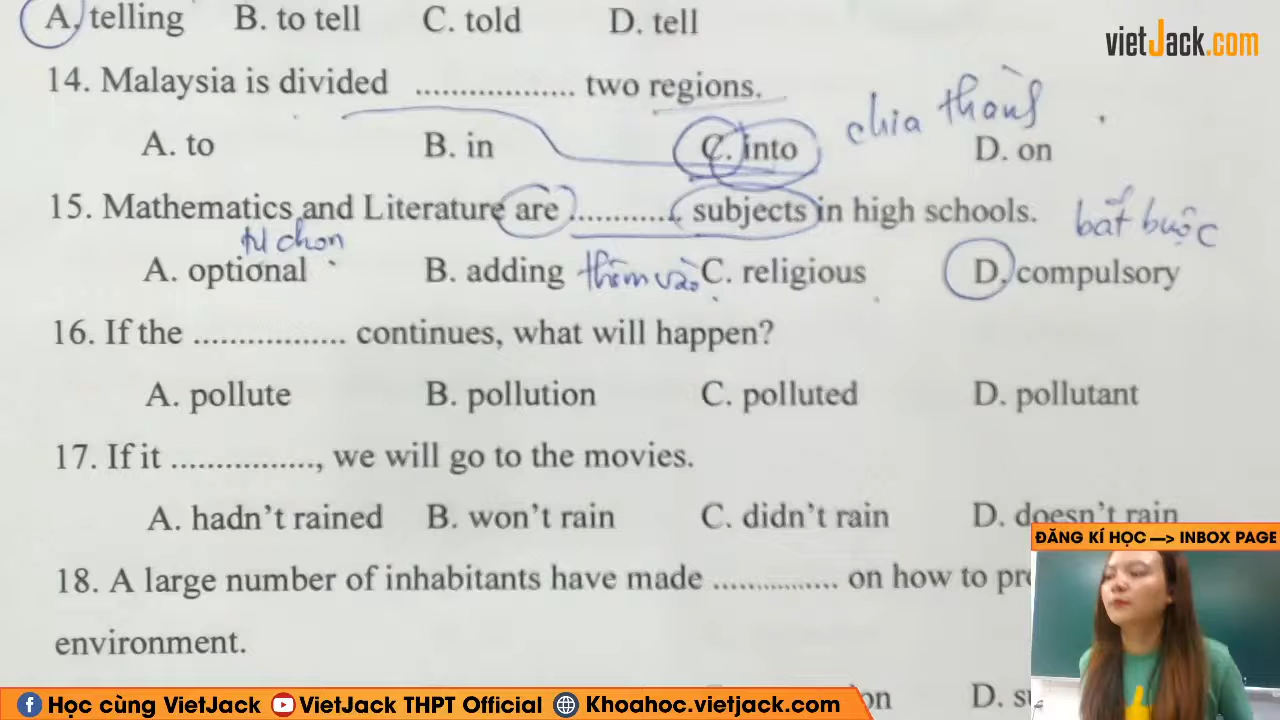 A. telling B. to tell C. told D. tell
vietJack.com
14. Malaysia is divided .................. two regions.
chia thành
A. to B. in C. into D. on
15. Mathematics and Literature are ............. subjects in high schools.
bắt buộc
tự chọn
A. optional B. adding thêm vào C. religious D. compulsory
16. If the ................. continues, what will happen?
A. pollute B. pollution C. polluted D. pollutant
17. If it ................, we will go to the movies.
A. hadn't rained B. won't rain C. didn't rain D. doesn't rain
ĐĂNG KÍ HỌC —> INBOX PAGE
18. A large number of inhabitants have made ............... on how to
environment.
D.
Học cùng VietJack VietJack THPT Official Khoahoc.vietjack.com